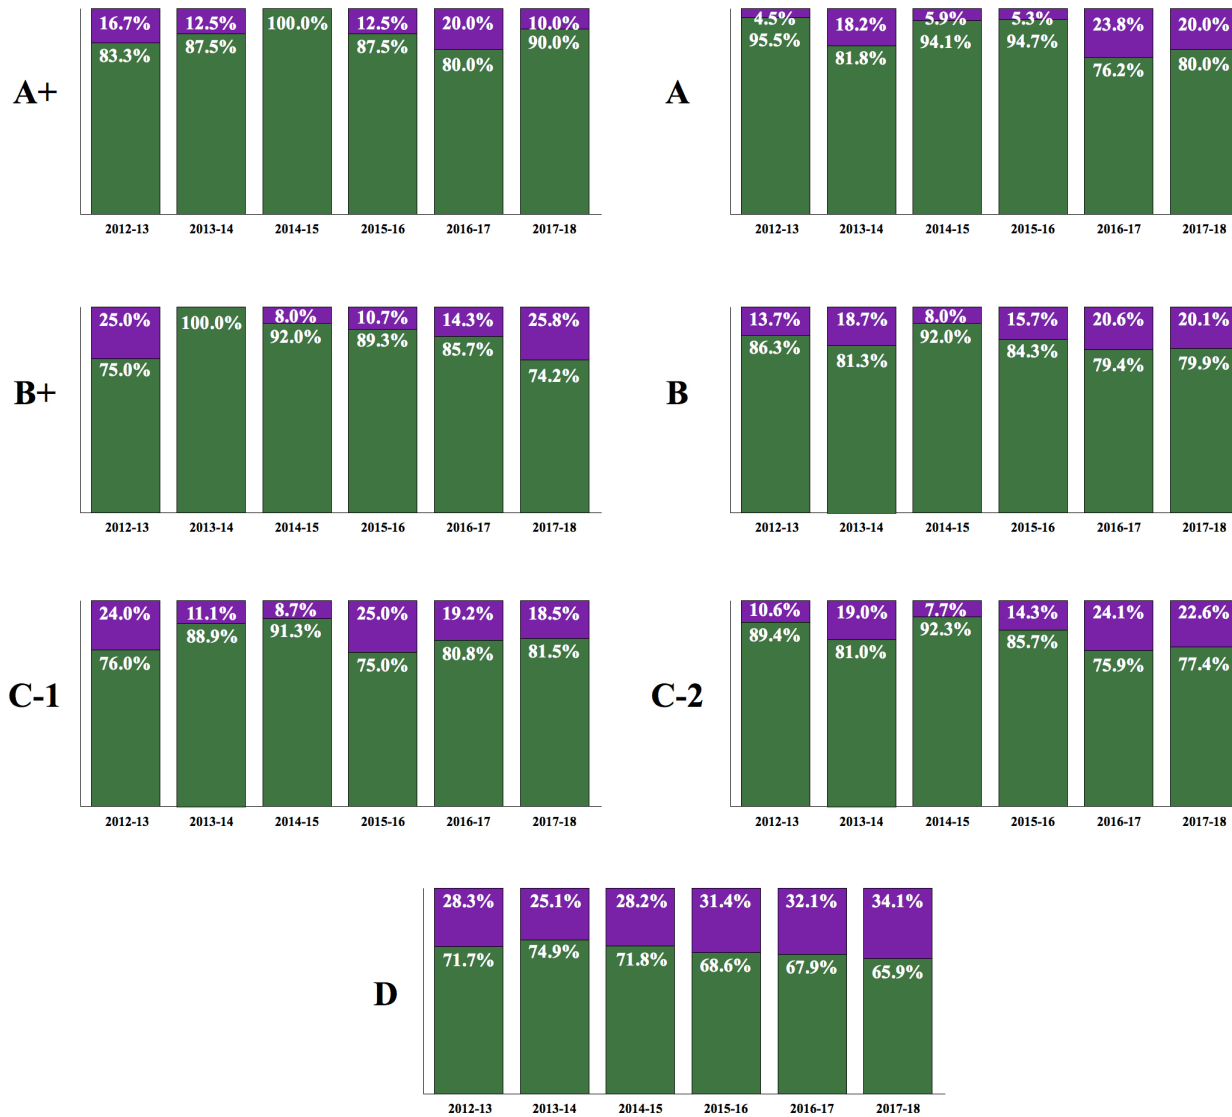 16.7% 12.5% 100.0% 12.5% 20.0% 10.0%
83.3% 87.5% 87.5% 80.0% 90.0%
A+
2012-13 2013-14 2014-15 2015-16 2016-17 2017-18
4.5% 18.2% 5.9% 5.3% 23.8% 20.0%
95.5% 81.8% 94.1% 94.7% 76.2% 80.0%
A
2012-13 2013-14 2014-15 2015-16 2016-17 2017-18
25.0% 100.0% 8.0% 10.7% 14.3% 25.8%
75.0% 92.0% 89.3% 85.7% 74.2%
B+
2012-13 2013-14 2014-15 2015-16 2016-17 2017-18
13.7% 18.7% 8.0% 15.7% 20.6% 20.1%
86.3% 81.3% 92.0% 84.3% 79.4% 79.9%
B
2012-13 2013-14 2014-15 2015-16 2016-17 2017-18
24.0% 11.1% 8.7% 25.0% 19.2% 18.5%
76.0% 88.9% 91.3% 75.0% 80.8% 81.5%
C-1
2012-13 2013-14 2014-15 2015-16 2016-17 2017-18
10.6% 19.0% 7.7% 14.3% 24.1% 22.6%
89.4% 81.0% 92.3% 85.7% 75.9% 77.4%
C-2
2012-13 2013-14 2014-15 2015-16 2016-17 2017-18
28.3% 25.1% 28.2% 31.4% 32.1% 34.1%
71.7% 74.9% 71.8% 68.6% 67.9% 65.9%
D
2012-13 2013-14 2014-15 2015-16 2016-17 2017-18